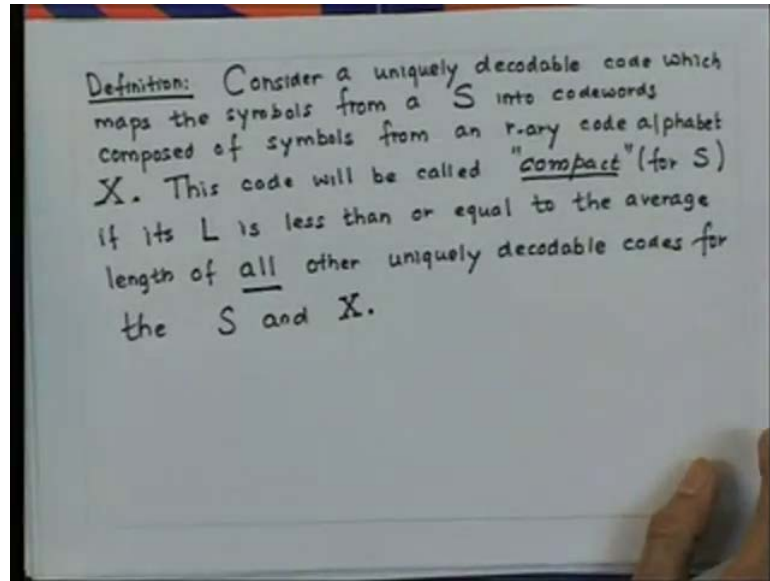 Definition: Consider a uniquely decodable code which
maps the symbols from a S into codewords
composed of symbols from an r-ary code alphabet
X. This code will be called "compact" (for S)
if its L is less than or equal to the average
length of all other uniquely decodable codes for
the S and X.